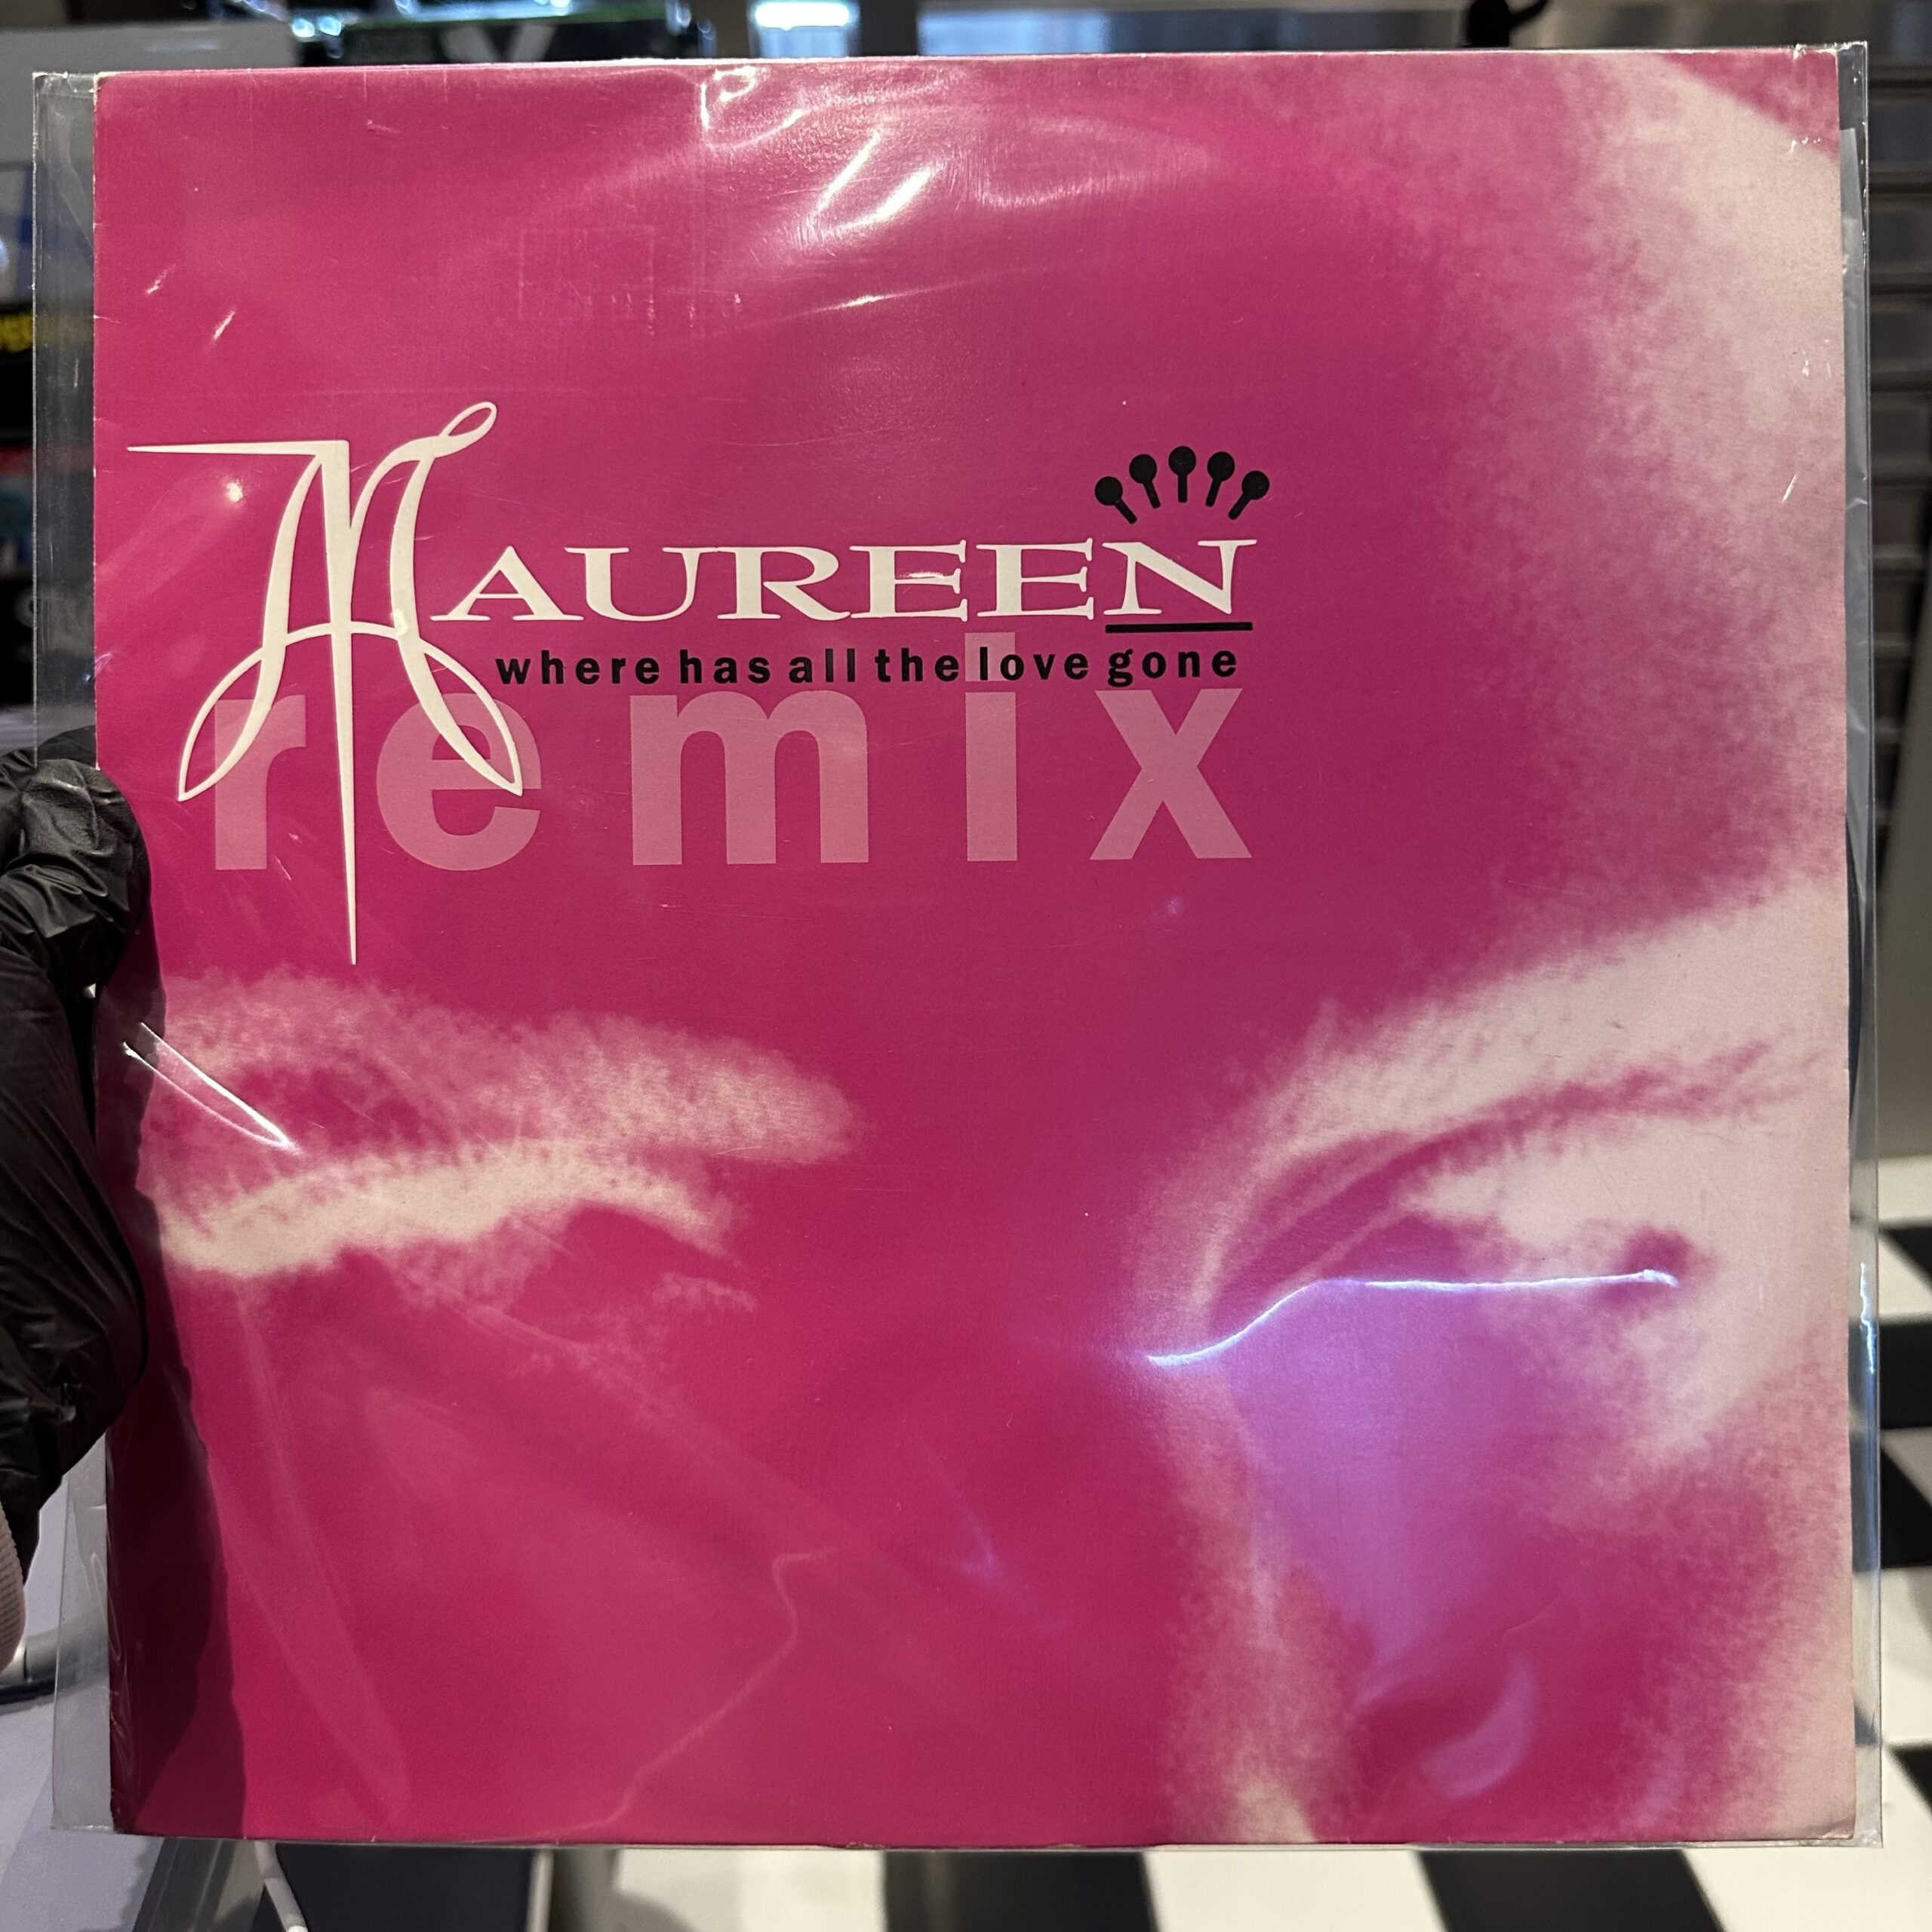 MAUREEN
where has all the love gone
remix